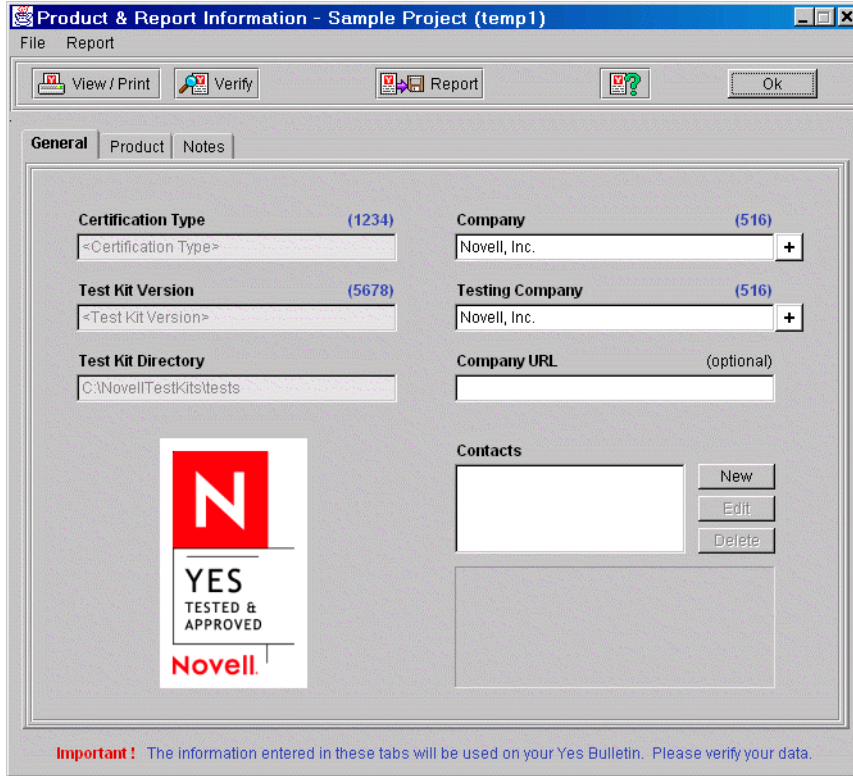 Product & Report Information - Sample Project (temp1)
File Report
View / Print Verify Report Ok
General Product Notes
Certification Type (1234)
<Certification Type>
Company (516)
Novell, Inc. +
Test Kit Version (5678)
<Test Kit Version>
Testing Company (516)
Novell, Inc. +
Test Kit Directory
C:\NovellTestKits\tests
Company URL (optional)
Contacts
New
Edit
Delete
N
YES
TESTED &
APPROVED
Novell.
Important ! The information entered in these tabs will be used on your Yes Bulletin. Please verify your data.